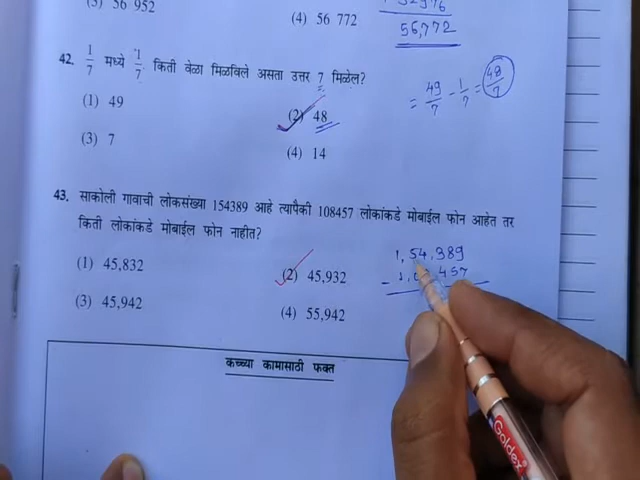 (3) 56 952
(4) 56 772
56,772
42. 1/7 मध्ये 1/7 किती वेळा मिळविले असता उत्तर 7 मिळेल?
= 49/7 - 1/7 = 48/7
(1) 49
(2) 48
(3) 7
(4) 14
43. साकोली गावाची लोकसंख्या 154389 आहे त्यापैकी 108457 लोकांकडे मोबाईल फोन आहेत तर
किती लोकांकडे मोबाईल फोन नाहीत?
1,54,389
(1) 45,832
(2) 45,932
(3) 45,942
(4) 55,942
कच्च्या कामासाठी फक्त
Goldex